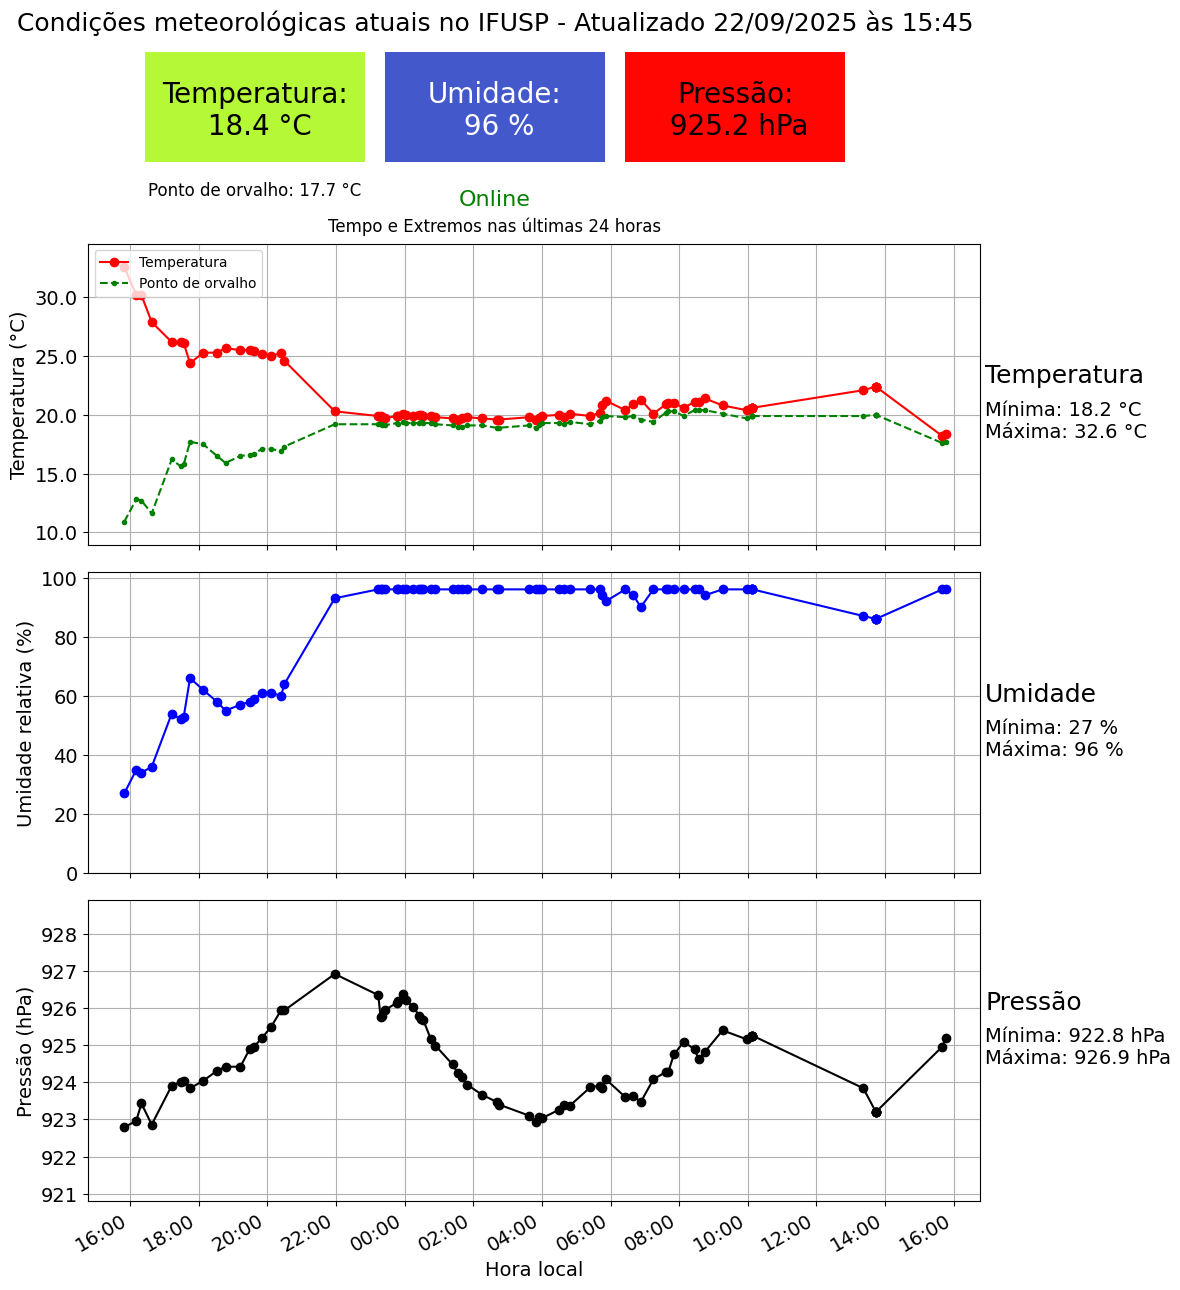 Condições meteorológicas atuais no IFUSP - Atualizado 22/09/2025 às 15:45
Temperatura:
18.4 °C
Umidade:
96 %
Pressão:
925.2 hPa
Ponto de orvalho: 17.7 °C
Online
Tempo e Extremos nas últimas 24 horas
Temperatura
Ponto de orvalho
Temperatura (°C)
30.0
25.0
20.0
15.0
10.0
Temperatura
Mínima: 18.2 °C
Máxima: 32.6 °C
Umidade relativa (%)
100
80
60
40
20
0
Umidade
Mínima: 27 %
Máxima: 96 %
Pressão (hPa)
928
927
926
925
924
923
922
921
Pressão
Mínima: 922.8 hPa
Máxima: 926.9 hPa
16:00 18:00 20:00 22:00 00:00 02:00 04:00 06:00 08:00 10:00 12:00 14:00 16:00
Hora local